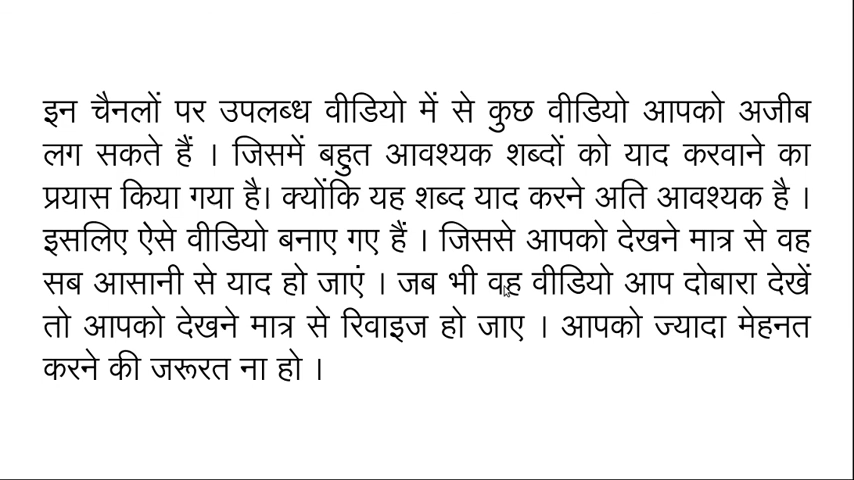 इन चैनलों पर उपलब्ध वीडियो में से कुछ वीडियो आपको अजीब
लग सकते हैं । जिसमें बहुत आवश्यक शब्दों को याद करवाने का
प्रयास किया गया है। क्योंकि यह शब्द याद करने अति आवश्यक है ।
इसलिए ऐसे वीडियो बनाए गए हैं । जिससे आपको देखने मात्र से वह
सब आसानी से याद हो जाएं । जब भी वह वीडियो आप दोबारा देखें
तो आपको देखने मात्र से रिवाइज हो जाए । आपको ज्यादा मेहनत
करने की जरूरत ना हो ।